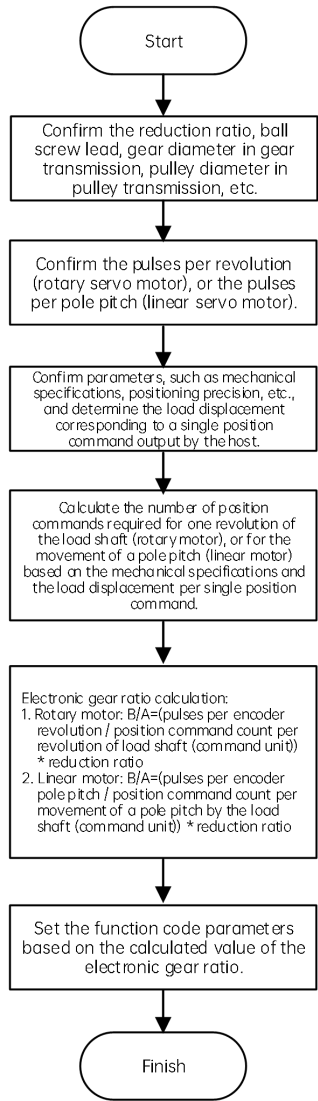 Start
Confirm the reduction ratio, ball
screw lead, gear diameter in gear
transmission, pulley diameter in
pulley transmission, etc.
Confirm the pulses per revolution
(rotary servo motor), or the pulses
per pole pitch (linear servo motor).
Confirm parameters, such as mechanical
specifications, positioning precision, etc.,
and determine the load displacement
corresponding to a single position
command output by the host.
Calculate the number of position
commands required for one revolution of
the load shaft (rotary motor), or for the
movement of a pole pitch (linear motor)
based on the mechanical specifications and
the load displacement per single position
command.
Electronic gear ratio calculation:
1. Rotary motor: B/A=(pulses per encoder
revolution / position command count per
revolution of load shaft (command unit))
* reduction ratio
2. Linear motor: B/A=(pulses per encoder
pole pitch / position command count per
movement of a pole pitch by the load
shaft (command unit)) * reduction ratio
Set the function code parameters
based on the calculated value of the
electronic gear ratio.
Finish